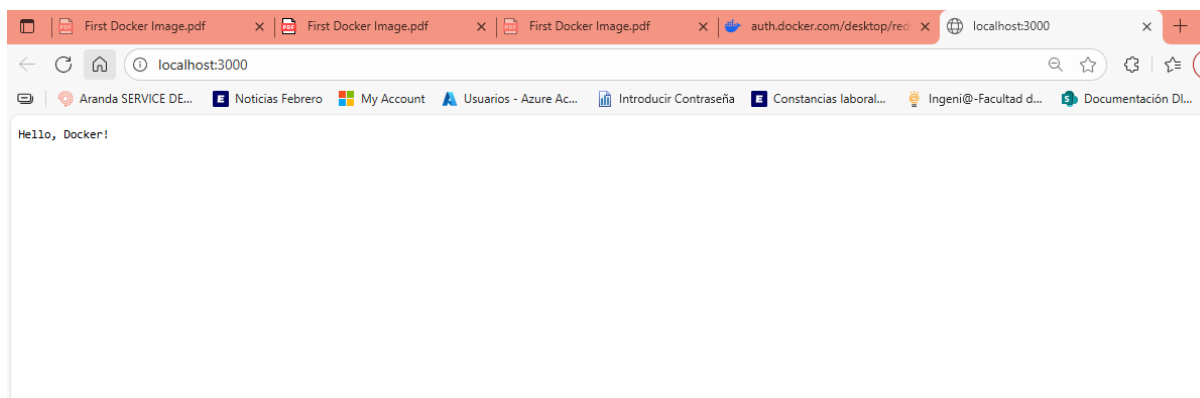 First Docker Image.pdf First Docker Image.pdf First Docker Image.pdf auth.docker.com/desktop/red localhost:3000
localhost:3000
Aranda SERVICE DE... Noticias Febrero My Account Usuarios - Azure Ac... Introducir Contraseña Constancias laboral... Ingeni@-Facultad d... Documentación DI...
Hello, Docker!